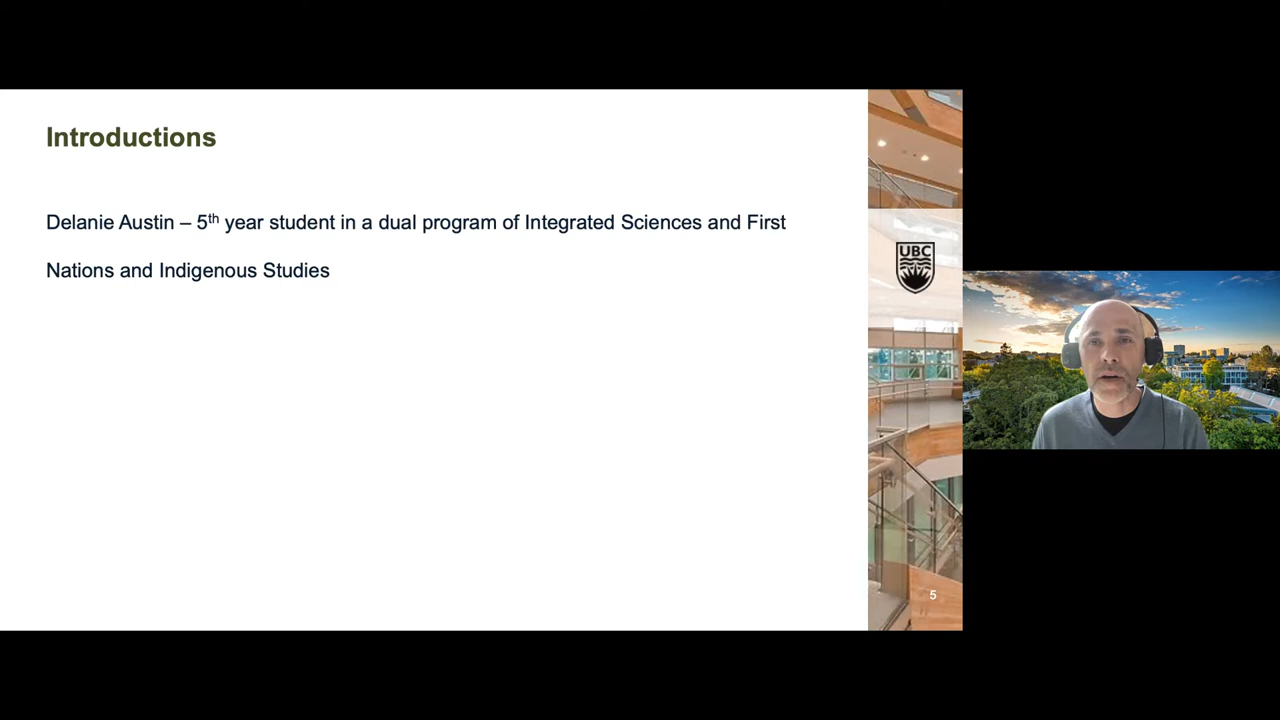 Introductions
Delanie Austin – 5th year student in a dual program of Integrated Sciences and First
Nations and Indigenous Studies
UBC
5